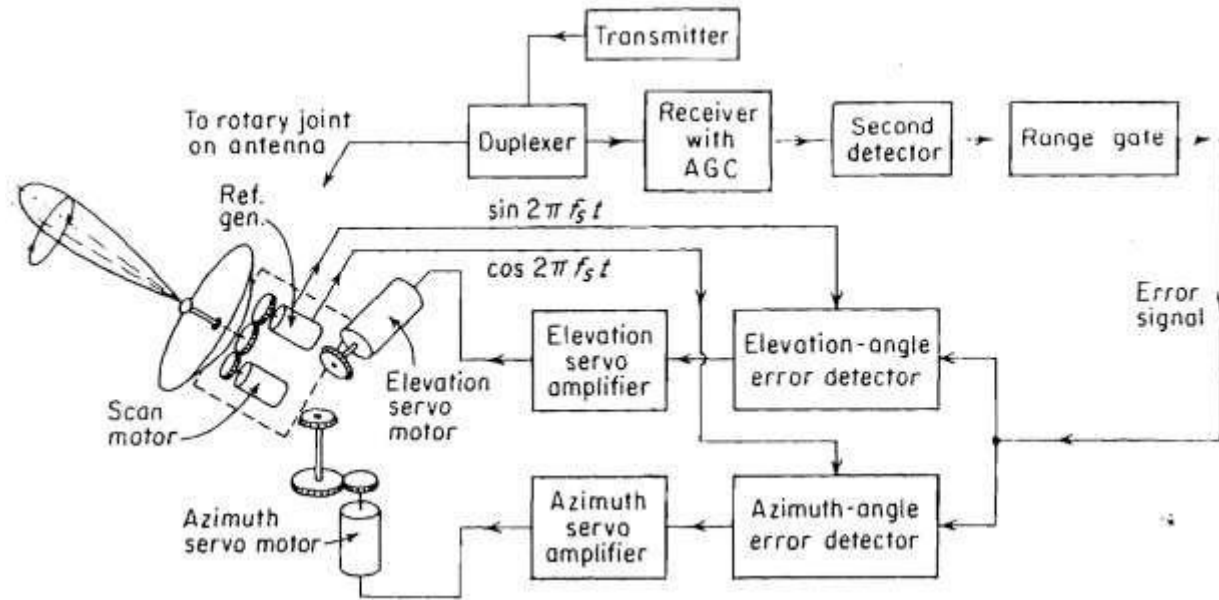 Transmitter
To rotary joint
on antenna
Duplexer
Receiver
with
AGC
Second
detector
Range gate
Ref.
gen.
sin 2π fₛ t
cos 2π fₛ t
Error
signal
Elevation
servo
amplifier
Elevation-angle
error detector
Scan
motor
Elevation
servo
motor
Azimuth
servo motor
Azimuth
servo
amplifier
Azimuth-angle
error detector